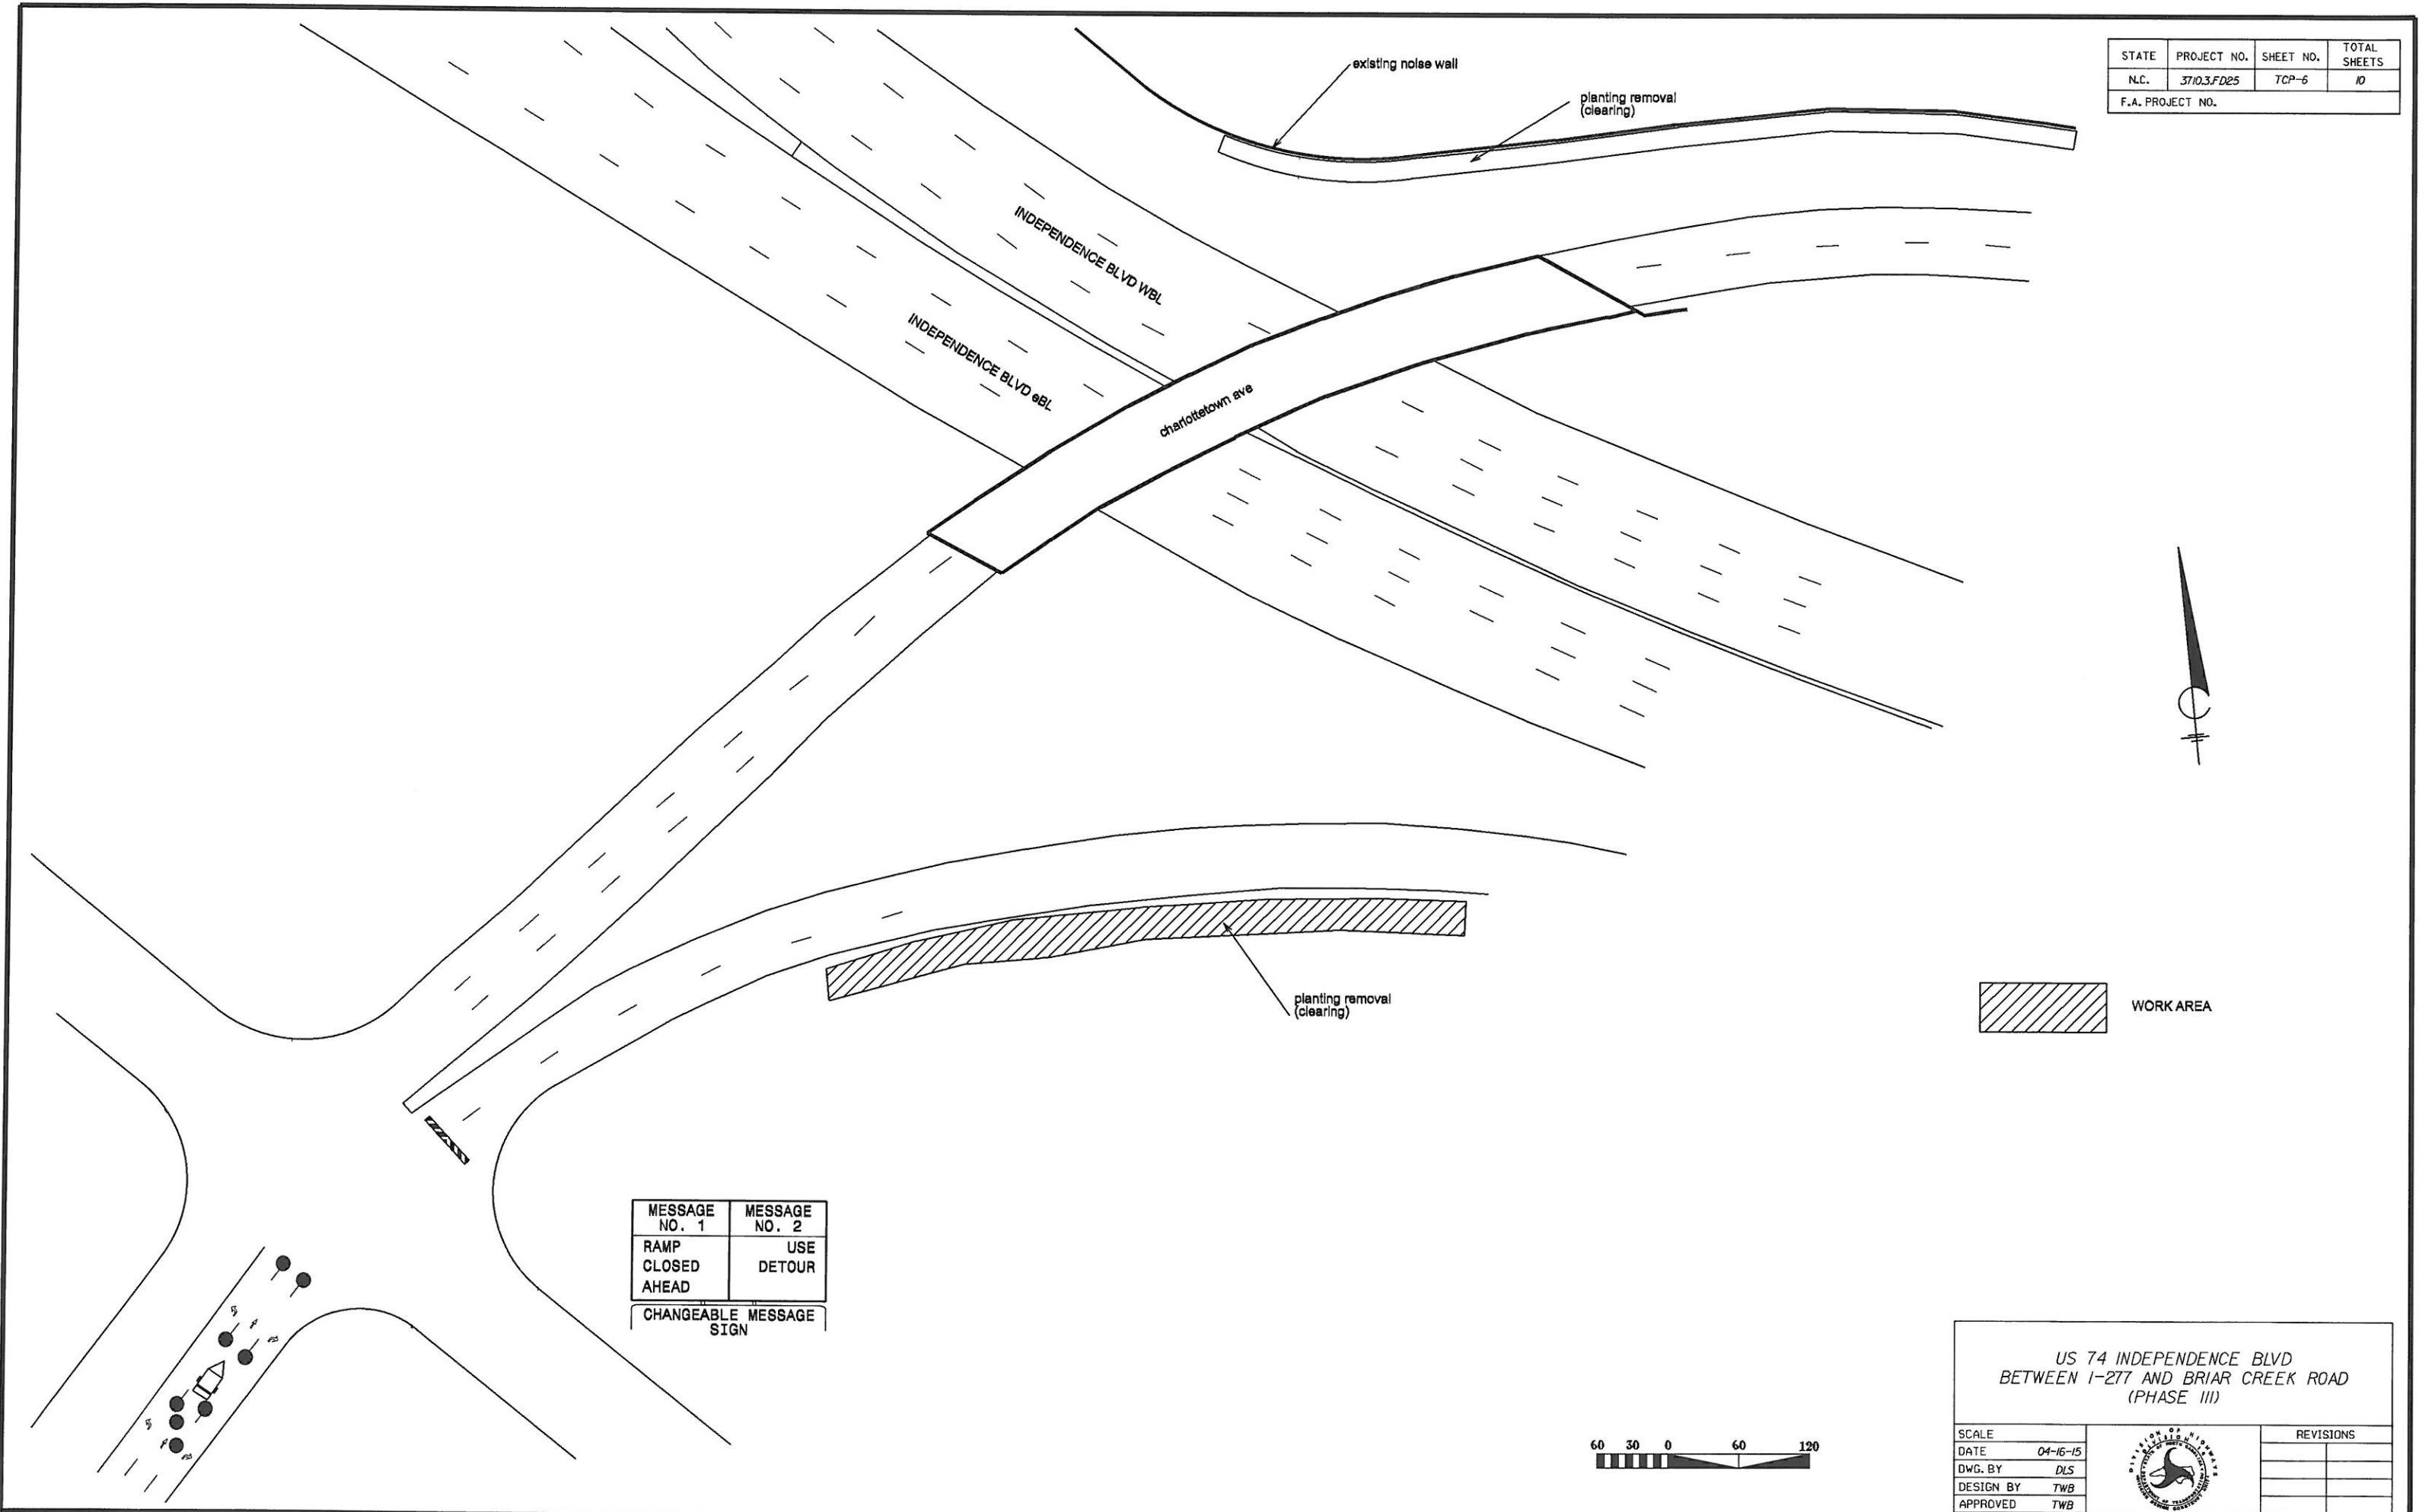 STATE PROJECT NO. SHEET NO. TOTAL SHEETS
N.C. 3710.3.FD25 TCP-6 10
F.A. PROJECT NO.
existing noise wall
planting removal
(clearing)
INDEPENDENCE BLVD WBL
INDEPENDENCE BLVD eBL
charlottetown ave
planting removal
(clearing)
WORK AREA
MESSAGE NO. 1 MESSAGE NO. 2
RAMP USE
CLOSED DETOUR
AHEAD
CHANGEABLE MESSAGE
SIGN
60 30 0 60 120
US 74 INDEPENDENCE BLVD
BETWEEN I-277 AND BRIAR CREEK ROAD
(PHASE III)
SCALE
DATE 04-16-15
DWG. BY DLS
DESIGN BY TWB
APPROVED TWB
REVISIONS